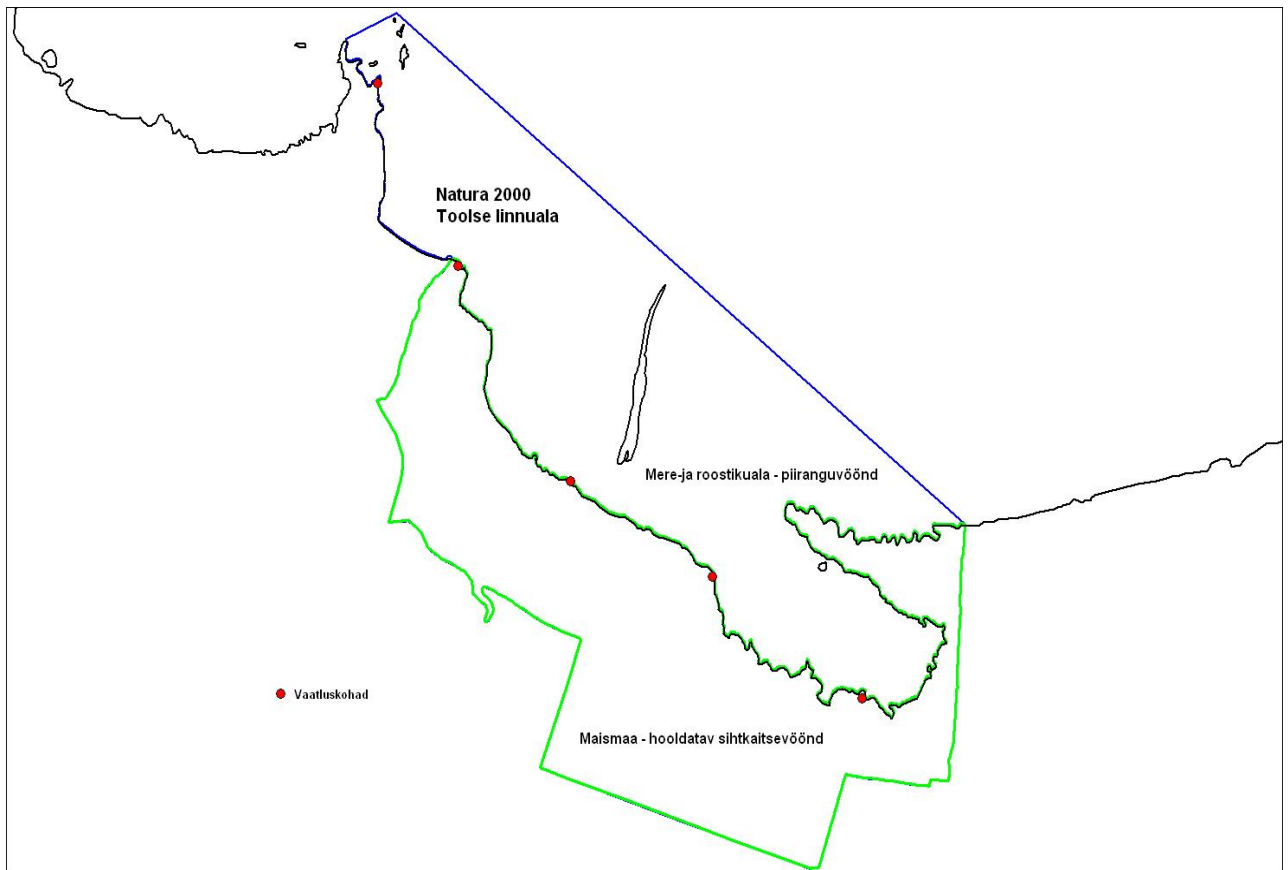 Natura 2000
Toolse linnuala
Mere-ja roostikuala - piiranguvöönd
Vaatluskohad
Maismaa - hooldatav sihtkaitsevöönd